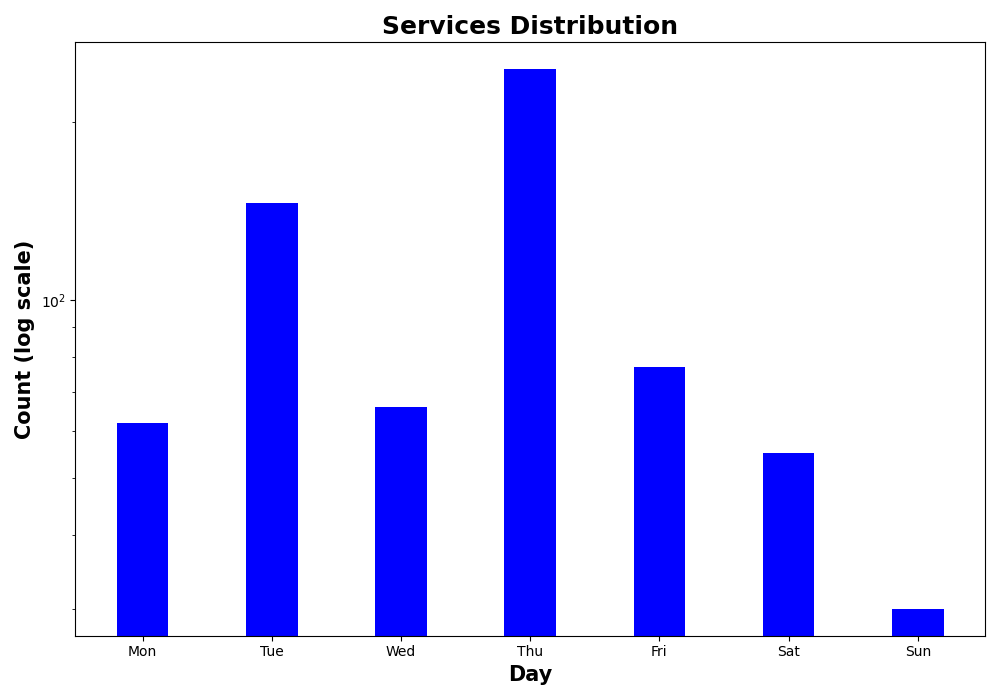 Services Distribution
Count (log scale)
10²
Mon Tue Wed Thu Fri Sat Sun
Day